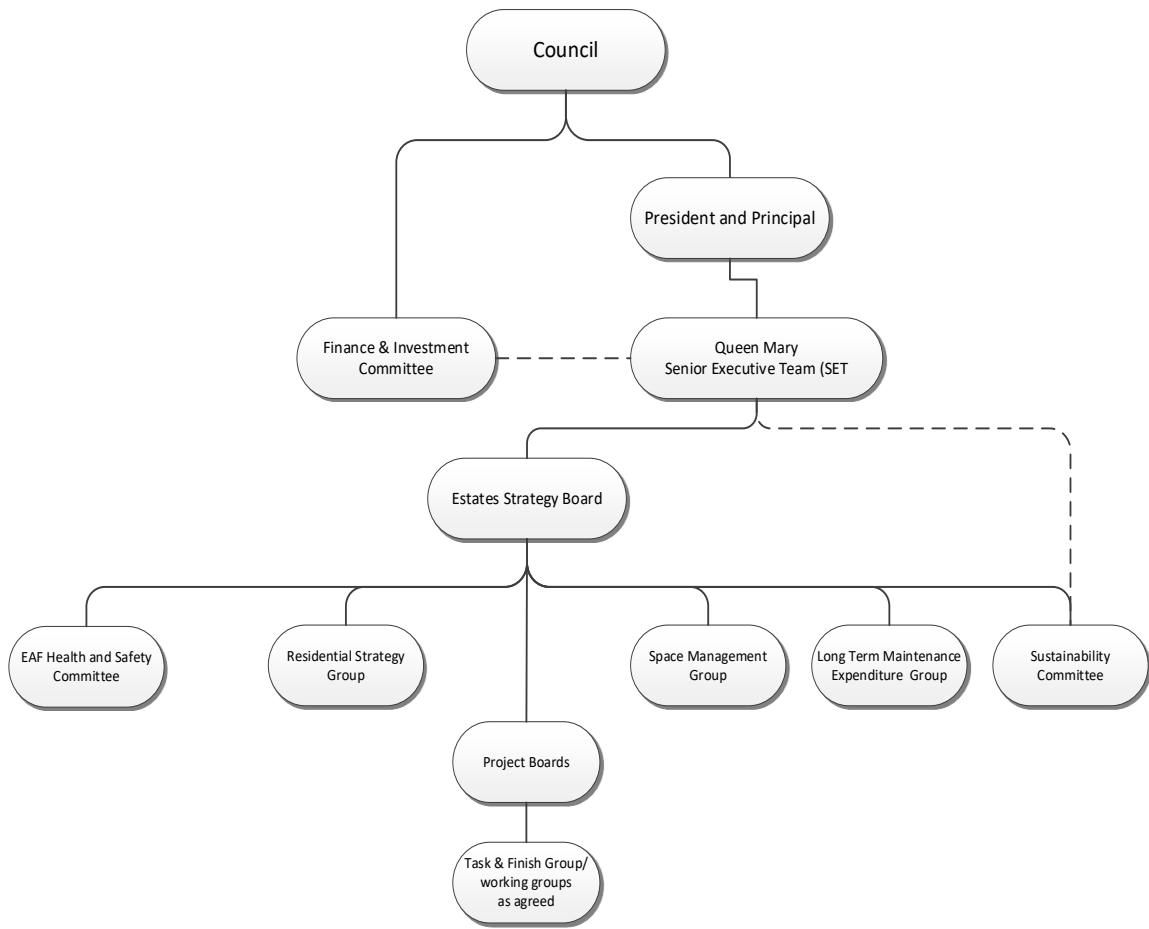 Council
President and Principal
Finance & Investment
Committee
Queen Mary
Senior Executive Team (SET
Estates Strategy Board
EAF Health and Safety
Committee
Residential Strategy
Group
Space Management
Group
Long Term Maintenance
Expenditure Group
Sustainability
Committee
Project Boards
Task & Finish Group/
working groups
as agreed